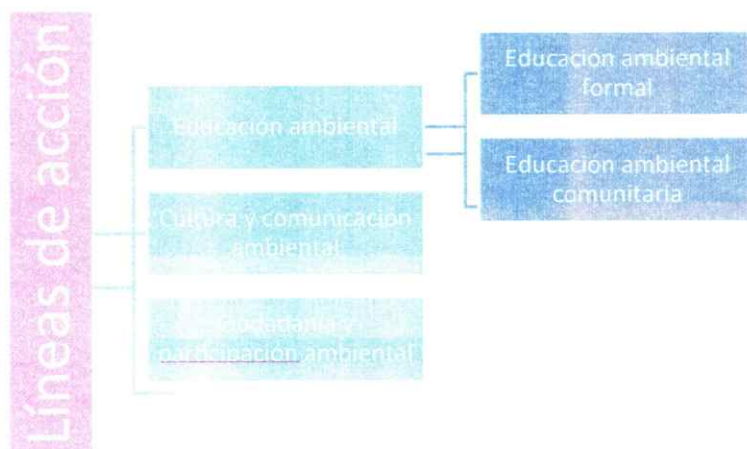 Líneas de acción
Educación ambiental
Cultura y comunicación
ambiental
Ciudadanía y
participación ambiental
Educación ambiental
formal
Educación ambiental
comunitaria